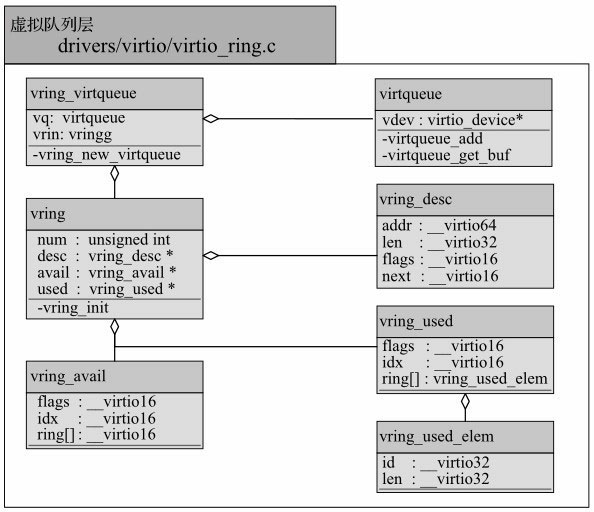 虚拟队列层
drivers/virtio/virtio_ring.c
vring_virtqueue
vq: virtqueue
vrin: vringg
-vring_new_virtqueue
virtqueue
vdev : virtio_device*
-virtqueue_add
-virtqueue_get_buf
vring
num : unsigned int
desc : vring_desc *
avail : vring_avail *
used : vring_used *
-vring_init
vring_desc
addr : __virtio64
len : __virtio32
flags : __virtio16
next : __virtio16
vring_used
flags : __virtio16
idx : __virtio16
ring[] : vring_used_elem
vring_avail
flags : __virtio16
idx : __virtio16
ring[] : __virtio16
vring_used_elem
id : __virtio32
len : __virtio32